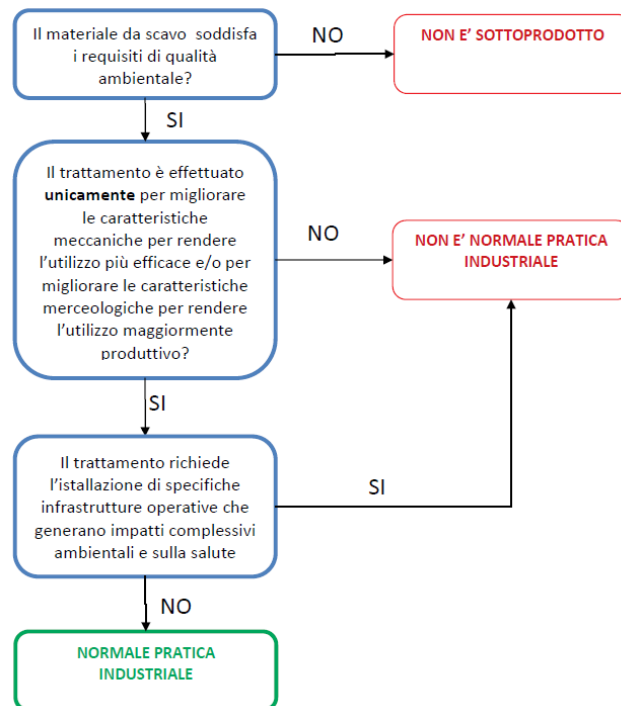 Il materiale da scavo soddisfa
i requisiti di qualità
ambientale?
NO
NON E' SOTTOPRODOTTO
SI
Il trattamento è effettuato
unicamente per migliorare
le caratteristiche
meccaniche per rendere
l'utilizzo più efficace e/o per
migliorare le caratteristiche
merceologiche per rendere
l'utilizzo maggiormente
produttivo?
NO
NON E' NORMALE PRATICA
INDUSTRIALE
SI
Il trattamento richiede
l'istallazione di specifiche
infrastrutture operative che
generano impatti complessivi
ambientali e sulla salute
SI
NO
NORMALE PRATICA
INDUSTRIALE